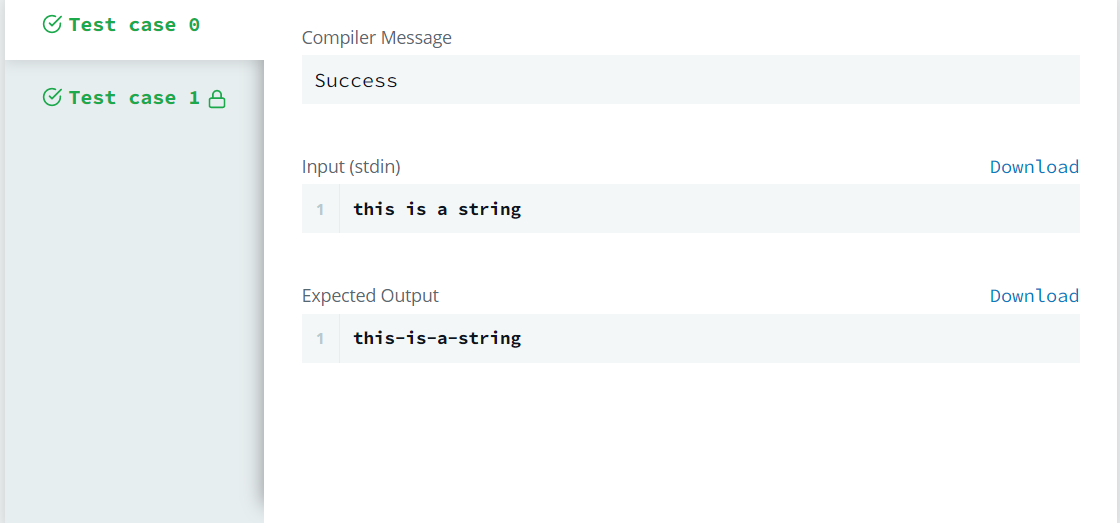 Test case 0
Test case 1
Compiler Message
Success
Input (stdin)
Download
1 this is a string
Expected Output
Download
1 this-is-a-string